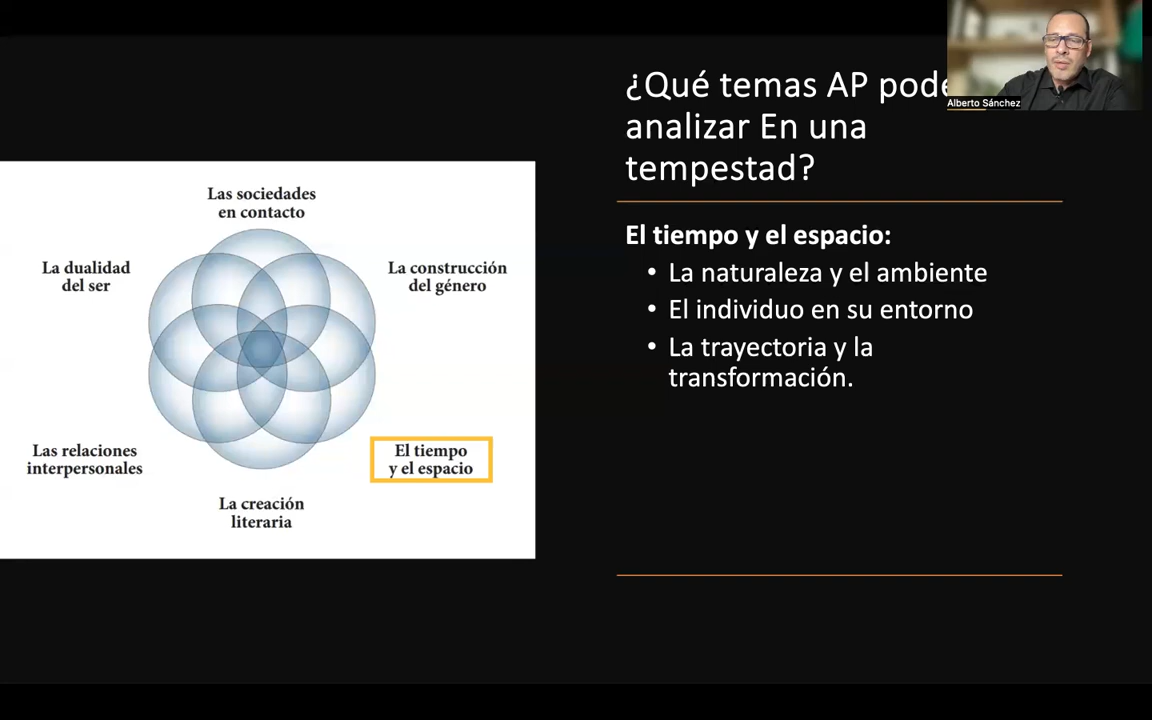 ¿Qué temas AP
analizar En una
tempestad?
Alberto Sánchez
El tiempo y el espacio:
• La naturaleza y el ambiente
• El individuo en su entorno
• La trayectoria y la
transformación.
Las sociedades
en contacto
La dualidad
del ser
La construcción
del género
Las relaciones
interpersonales
El tiempo
y el espacio
La creación
literaria